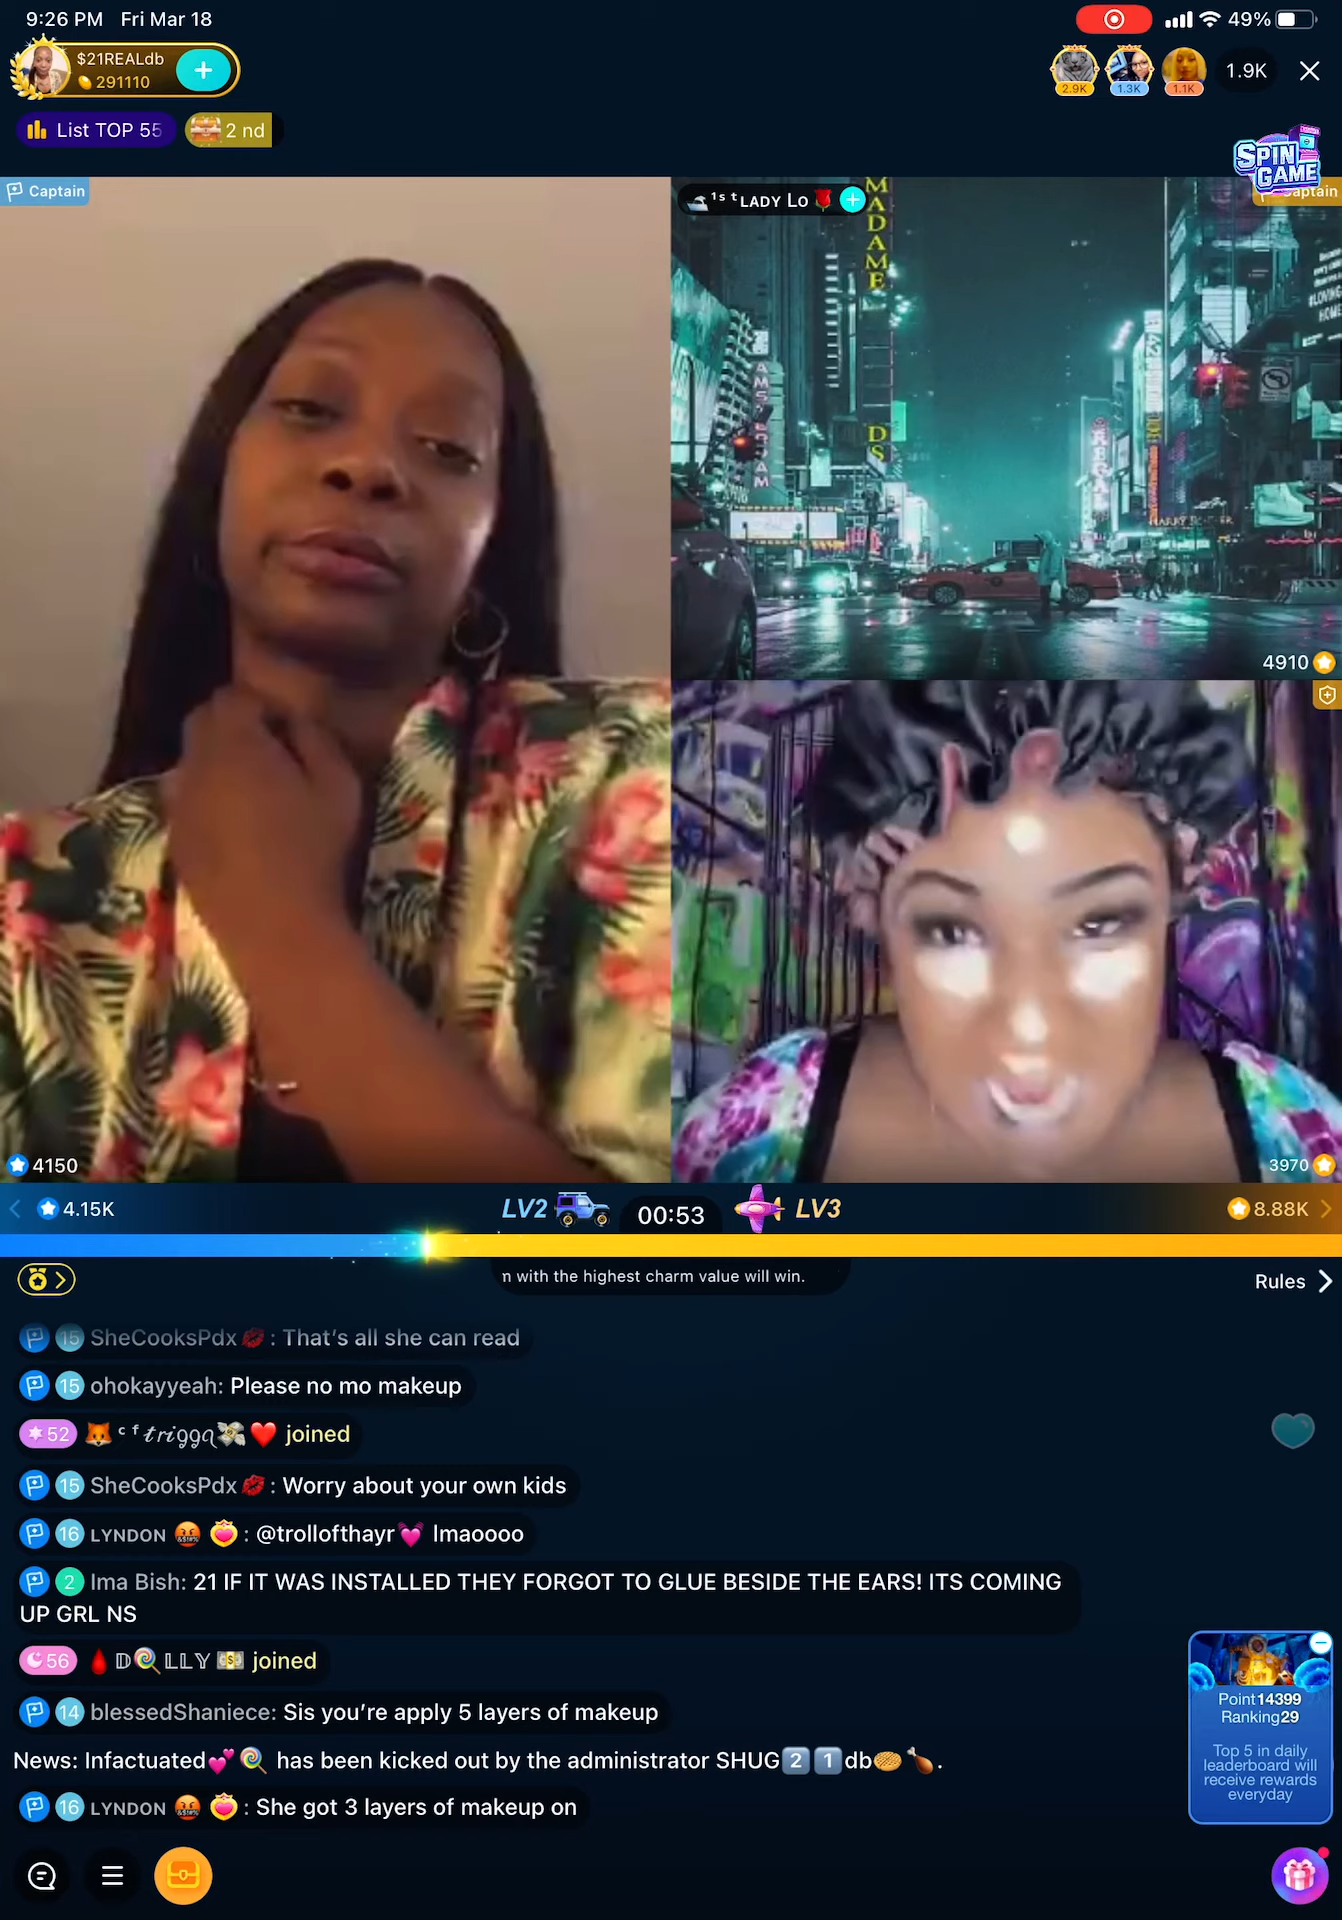 9:26 PM Fri Mar 18
49%
$21REALdb
291110
2.9K
1.3K
1.1K
1.9K
List TOP 55
2 nd
SPIN
GAME
Captain
1ˢᵗLADY LO
MADAME
4910
4150
3970
4.15K
LV2
00:53
LV3
8.88K
with the highest charm value will win.
Rules
15 SheCooksPdx💋: That's all she can read
15 ohokayyeah: Please no mo makeup
52 🦊ᶜᶠ𝓽𝓻𝓲𝓰𝓰𝓪💸❤️ joined
15 SheCooksPdx💋: Worry about your own kids
16 LYNDON 🤬 😍: @trollofthayr💓 lmaoooo
2 Ima Bish: 21 IF IT WAS INSTALLED THEY FORGOT TO GLUE BESIDE THE EARS! ITS COMING
UP GRL NS
56 🩸𝔻🍭𝕃𝕃𝕐 💵 joined
14 blessedShaniece: Sis you're apply 5 layers of makeup
News: Infactuated💕🍭 has been kicked out by the administrator SHUG2️⃣1️⃣db🥧🍗.
16 LYNDON 🤬 😍: She got 3 layers of makeup on
Point14399
Ranking29
Top 5 in daily
leaderboard will
receive rewards
everyday